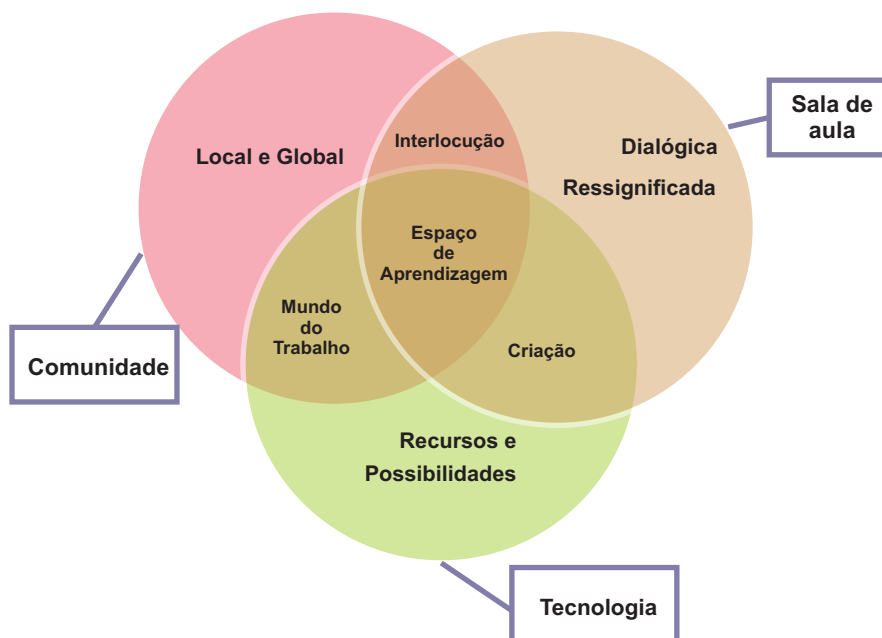 Sala de
aula
Interlocução
Local e Global
Dialógica
Ressignificada
Espaço
de
Aprendizagem
Mundo
do
Trabalho
Criação
Comunidade
Recursos e
Possibilidades
Tecnologia